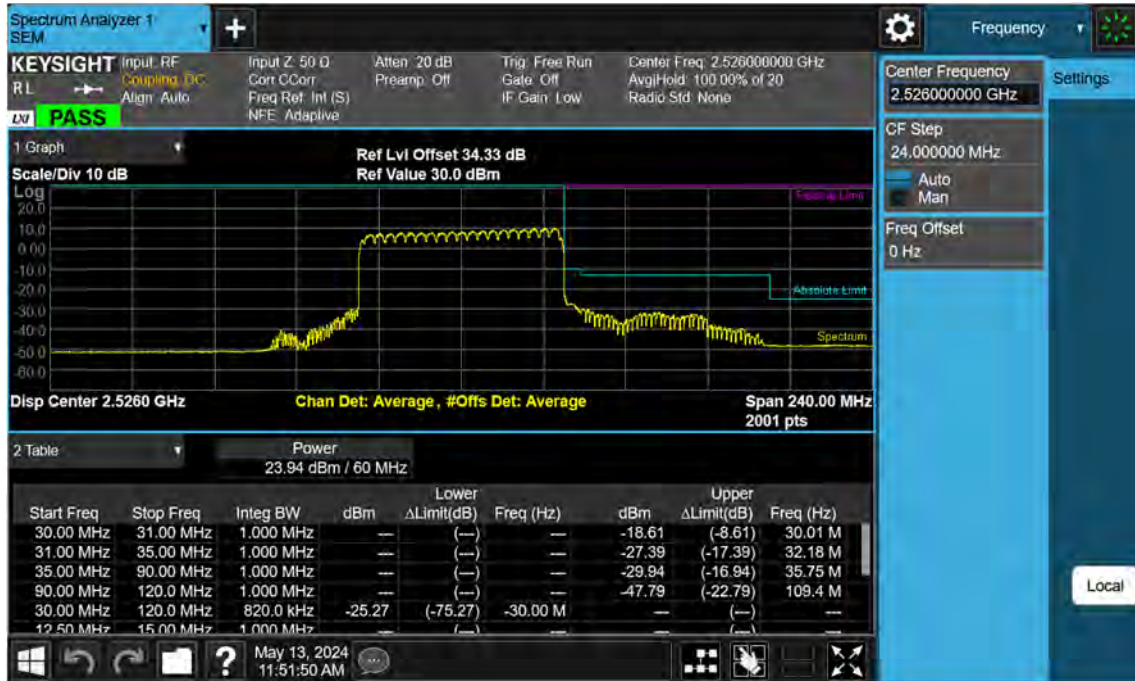 Spectrum Analyzer 1
SEM
+
Frequency
KEYSIGHT
RL
LXI
PASS
Input: RF
Coupling: DC
Align: Auto
Input Z: 50 Ω
Corr CCorr
Freq Ref: Int (S)
NFE: Adaptive
Atten: 20 dB
Preamp: Off
Trig: Free Run
Gate: Off
IF Gain: Low
Center Freq: 2.526000000 GHz
Avg|Hold: 100.00% of 20
Radio Std: None
Center Frequency
2.526000000 GHz
Settings
CF Step
24.000000 MHz
Auto
Man
Freq Offset
0 Hz
Local
1 Graph
Scale/Div 10 dB
Ref Lvl Offset 34.33 dB
Ref Value 30.0 dBm
Log
20.0
10.0
0.00
-10.0
-20.0
-30.0
-40.0
-50.0
-60.0
Absolute Limit
Spectrum
Disp Center 2.5260 GHz
Chan Det: Average, #Offs Det: Average
Span 240.00 MHz
2001 pts
2 Table
Power
23.94 dBm / 60 MHz
Lower Upper
Start Freq Stop Freq Integ BW dBm ΔLimit(dB) Freq (Hz) dBm ΔLimit(dB) Freq (Hz)
30.00 MHz 31.00 MHz 1.000 MHz --- (---) --- -18.61 (-8.61) 30.01 M
31.00 MHz 35.00 MHz 1.000 MHz --- (---) --- -27.39 (-17.39) 32.18 M
35.00 MHz 90.00 MHz 1.000 MHz --- (---) --- -29.94 (-16.94) 35.75 M
90.00 MHz 120.0 MHz 1.000 MHz --- (---) --- -47.79 (-22.79) 109.4 M
30.00 MHz 120.0 MHz 820.0 kHz -25.27 (-75.27) -30.00 M --- (---) ---
12.50 MHz 15.00 MHz 1.000 MHz --- (---) --- --- (---) ---
?
May 13, 2024
11:51:50 AM